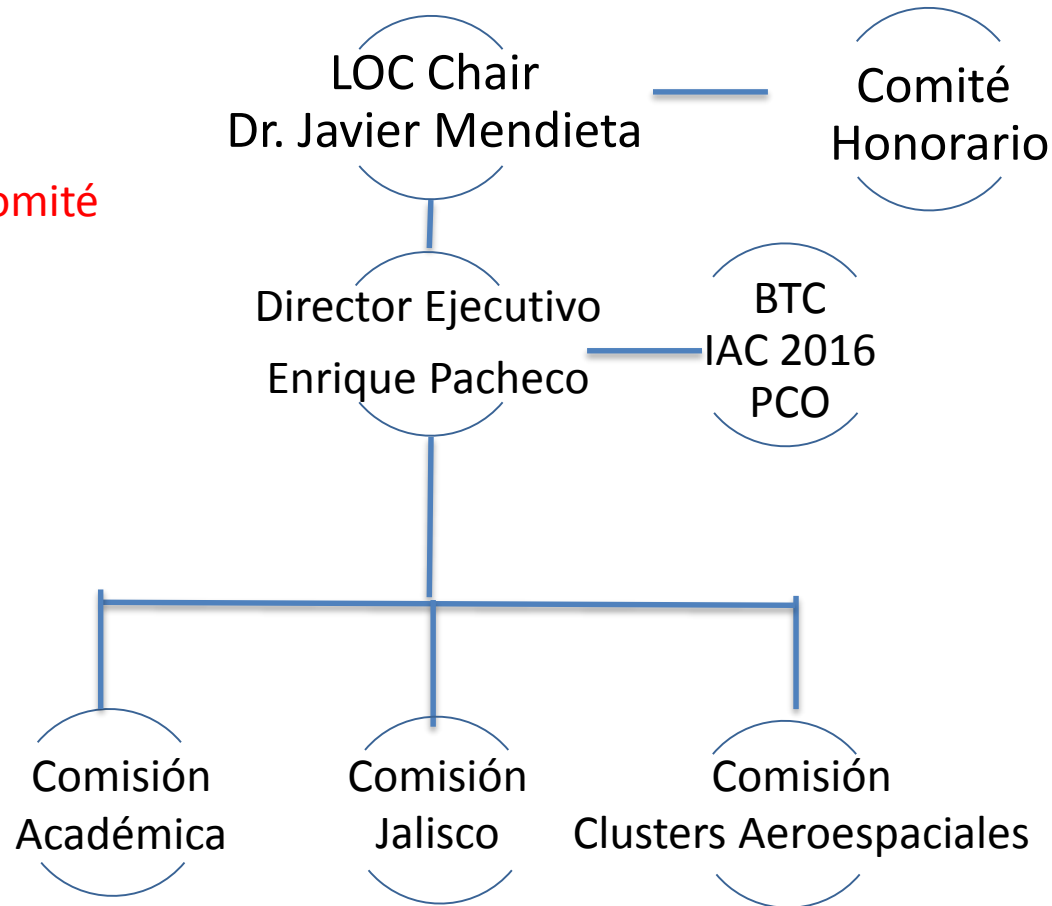 LOC Chair
Dr. Javier Mendieta
Comité
Honorario
omité
Director Ejecutivo
Enrique Pacheco
BTC
IAC 2016
PCO
Comisión
Académica
Comisión
Jalisco
Comisión
Clusters Aeroespaciales